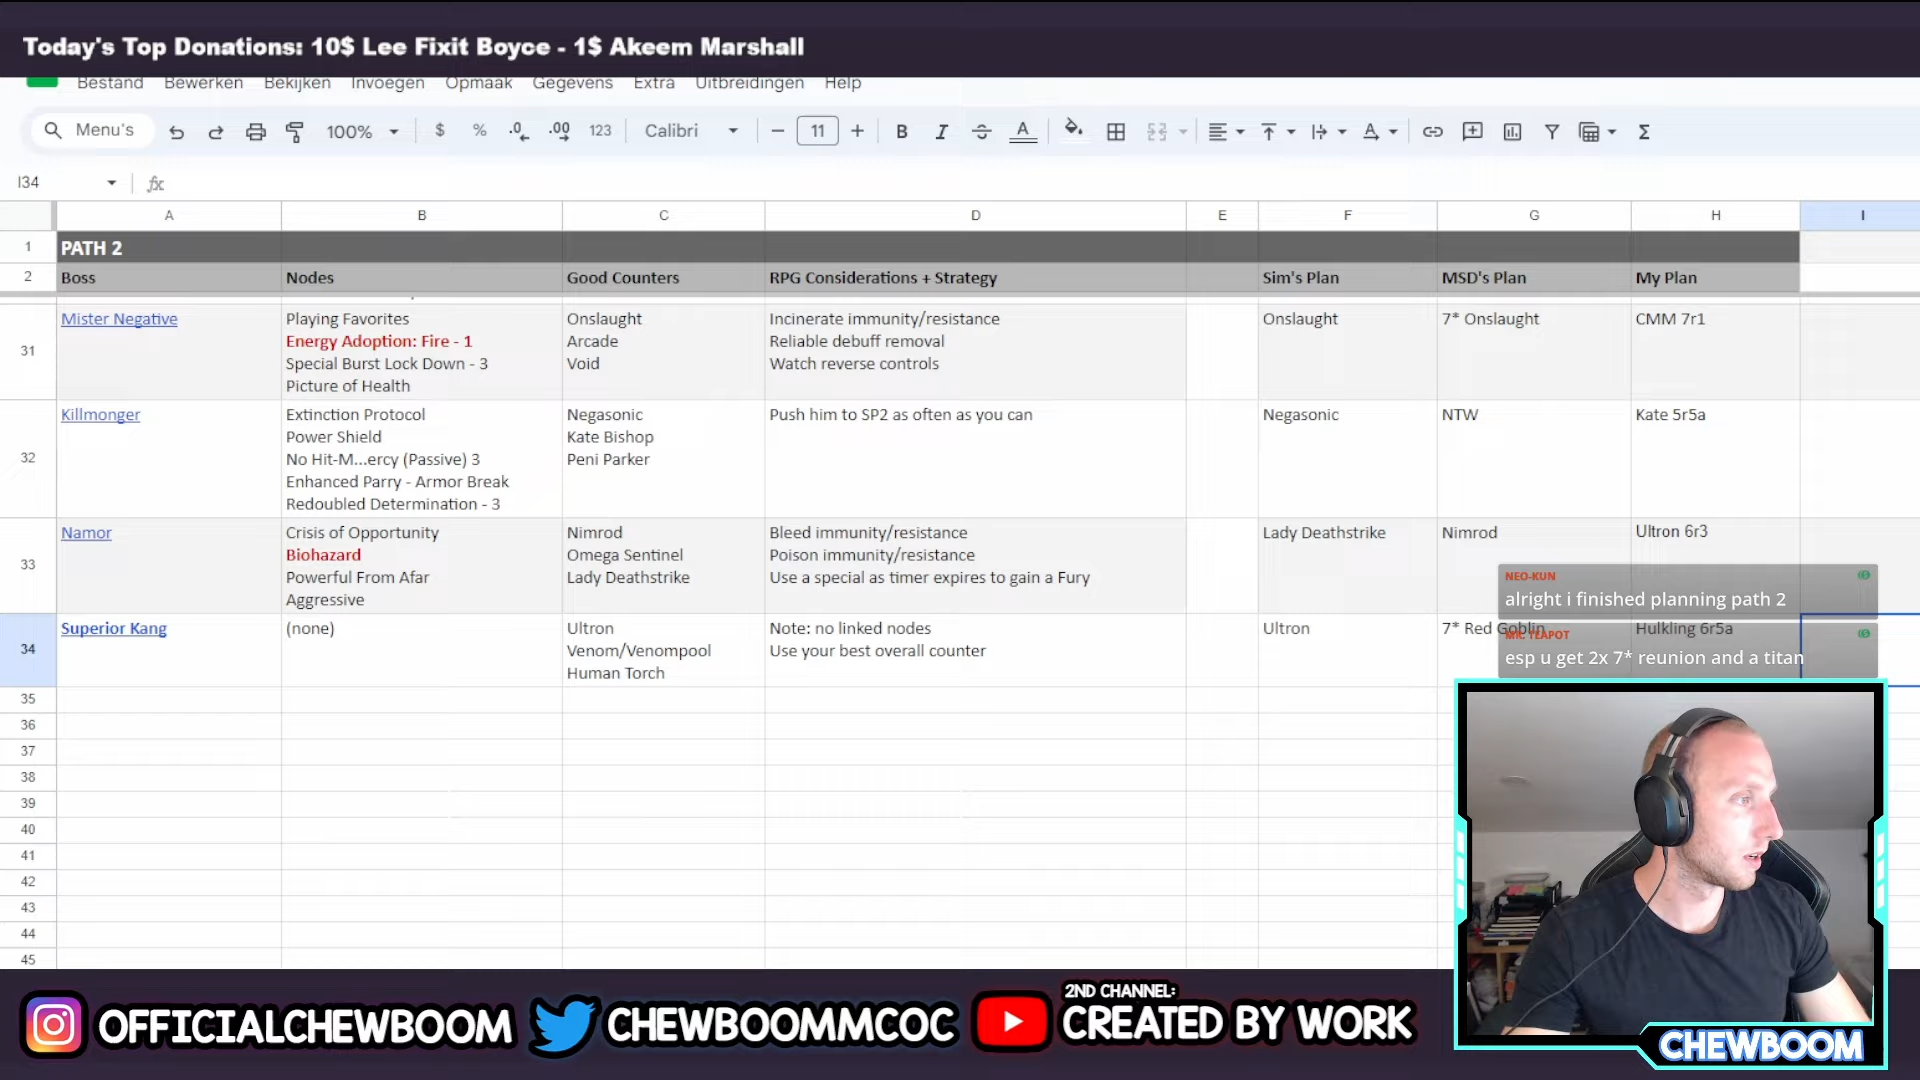 Today's Top Donations: 10$ Lee Fixit Boyce - 1$ Akeem Marshall
Bestand Bewerken Bekijken Invoegen Opmaak Gegevens Extra Uitbreidingen Help
Menu's 100% $ % .0 .00 123 Calibri 11 B I A A Σ
I34 fx
A B C D E F G H I
1 PATH 2
2 Boss Nodes Good Counters RPG Considerations + Strategy Sim's Plan MSD's Plan My Plan
31 Mister Negative Playing Favorites Onslaught Incinerate immunity/resistance Onslaught 7* Onslaught CMM 7r1
Energy Adoption: Fire - 1 Arcade Reliable debuff removal
Special Burst Lock Down - 3 Void Watch reverse controls
Picture of Health
32 Killmonger Extinction Protocol Negasonic Push him to SP2 as often as you can Negasonic NTW Kate 5r5a
Power Shield Kate Bishop
No Hit-M...ercy (Passive) 3 Peni Parker
Enhanced Parry - Armor Break
Redoubled Determination - 3
33 Namor Crisis of Opportunity Nimrod Bleed immunity/resistance Lady Deathstrike Nimrod Ultron 6r3
Biohazard Omega Sentinel Poison immunity/resistance
Powerful From Afar Lady Deathstrike Use a special as timer expires to gain a Fury
Aggressive
34 Superior Kang (none) Ultron Note: no linked nodes Ultron 7* Red Goblin Hulkling 6r5a
Venom/Venompool Use your best overall counter
Human Torch
35
36
37
38
39
40
41
42
43
44
45
NEO-KUN
alright i finished planning path 2
MR. TEAPOT
esp u get 2x 7* reunion and a titan
OFFICIALCHEWBOOM CHEWBOOMMCOC 2ND CHANNEL:
CREATED BY WORK
CHEWBOOM